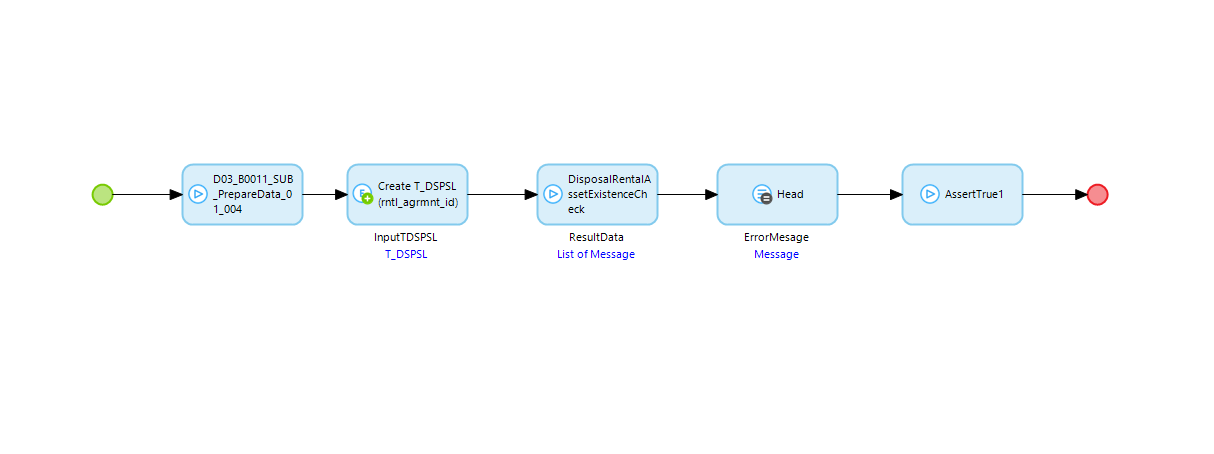 D03_B0011_SUB
_PrepareData_0
1_004
Create T_DSPSL
(rntl_agrmnt_id)
InputTDSPSL
T_DSPSL
DisposalRentalA
ssetExistenceCh
eck
ResultData
List of Message
Head
ErrorMesage
Message
AssertTrue1